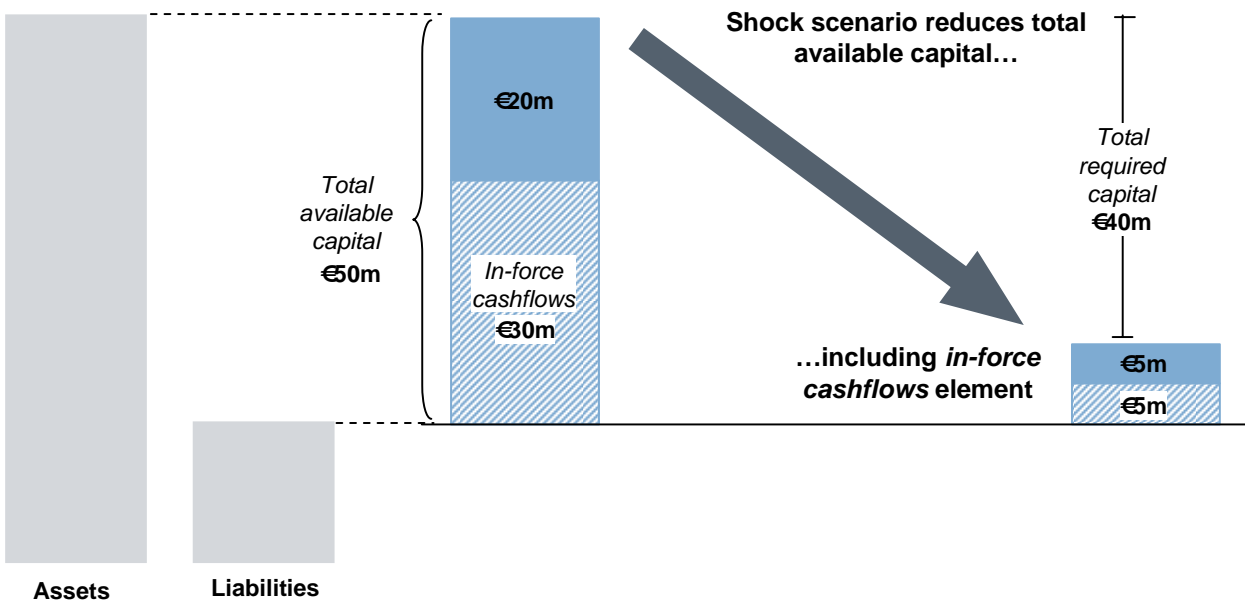 Shock scenario reduces total
available capital…
€20m
Total
available
capital
€50m
In-force
cashflows
€30m
Total
required
capital
€40m
…including in-force
cashflows element
€5m
€5m
Assets
Liabilities